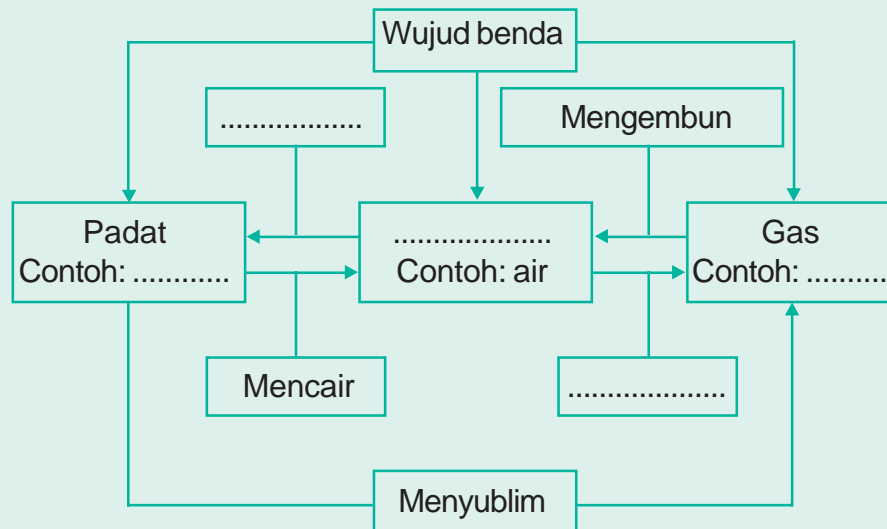 Wujud benda
..................
Mengembun
Padat
Contoh: ............
....................
Contoh: air
Gas
Contoh: ...........
Mencair
....................
Menyublim